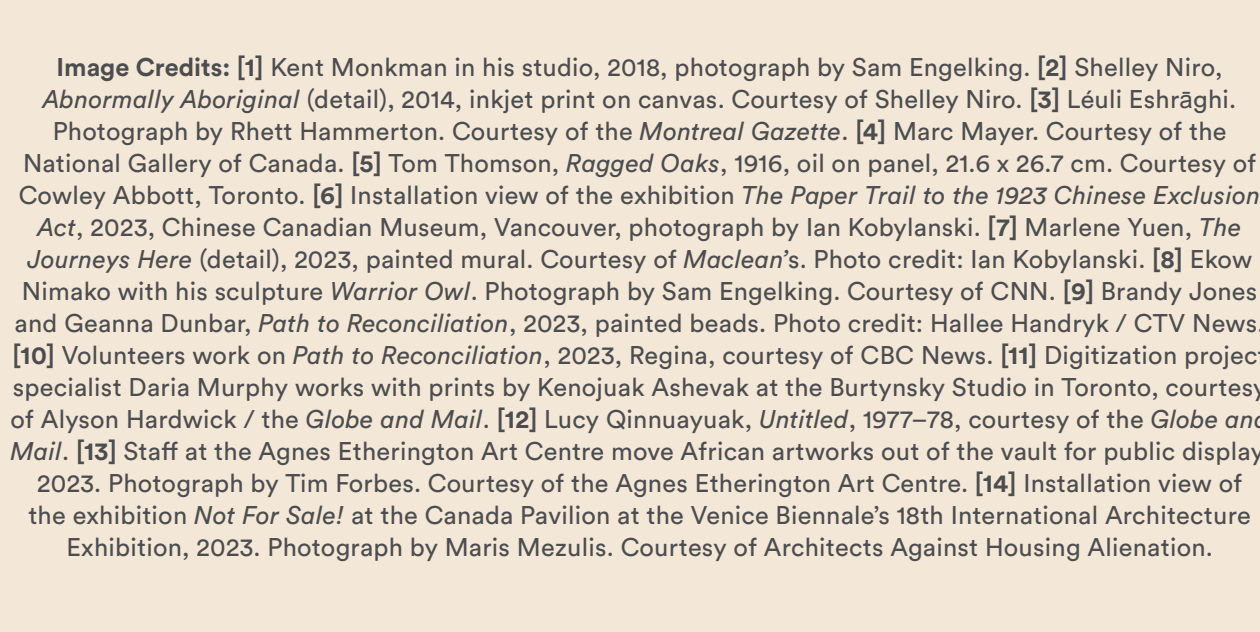 Image Credits: [1] Kent Monkman in his studio, 2018, photograph by Sam Engelking. [2] Shelley Niro,
Abnormally Aboriginal (detail), 2014, inkjet print on canvas. Courtesy of Shelley Niro. [3] Léuli Eshrāghi.
Photograph by Rhett Hammerton. Courtesy of the Montreal Gazette. [4] Marc Mayer. Courtesy of the
National Gallery of Canada. [5] Tom Thomson, Ragged Oaks, 1916, oil on panel, 21.6 x 26.7 cm. Courtesy of
Cowley Abbott, Toronto. [6] Installation view of the exhibition The Paper Trail to the 1923 Chinese Exclusion
Act, 2023, Chinese Canadian Museum, Vancouver, photograph by Ian Kobylanski. [7] Marlene Yuen, The
Journeys Here (detail), 2023, painted mural. Courtesy of Maclean’s. Photo credit: Ian Kobylanski. [8] Ekow
Nimako with his sculpture Warrior Owl. Photograph by Sam Engelking. Courtesy of CNN. [9] Brandy Jones
and Geanna Dunbar, Path to Reconciliation, 2023, painted beads. Photo credit: Hallee Handryk / CTV News.
[10] Volunteers work on Path to Reconciliation, 2023, Regina, courtesy of CBC News. [11] Digitization project
specialist Daria Murphy works with prints by Kenojuak Ashevak at the Burtynsky Studio in Toronto, courtesy
of Alyson Hardwick / the Globe and Mail. [12] Lucy Qinnuayuak, Untitled, 1977–78, courtesy of the Globe and
Mail. [13] Staff at the Agnes Etherington Art Centre move African artworks out of the vault for public display
2023. Photograph by Tim Forbes. Courtesy of the Agnes Etherington Art Centre. [14] Installation view of
the exhibition Not For Sale! at the Canada Pavilion at the Venice Biennale’s 18th International Architecture
Exhibition, 2023. Photograph by Maris Mezulis. Courtesy of Architects Against Housing Alienation.